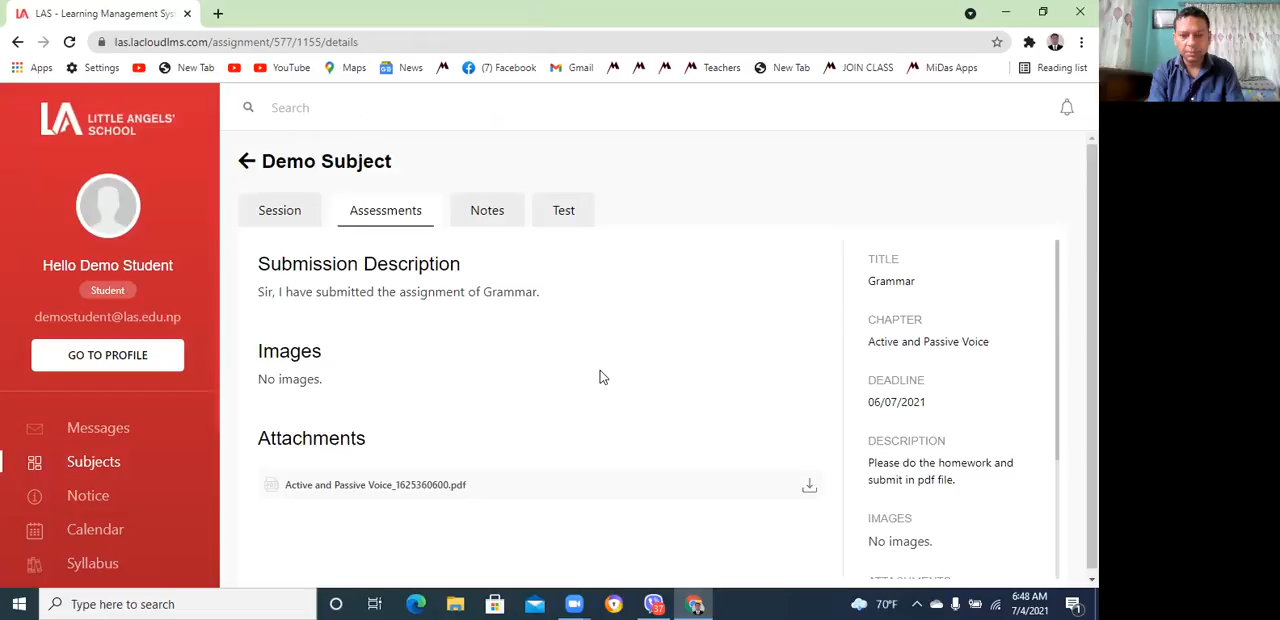 LAS - Learning Management Sys
las.lacloudlms.com/assignment/577/1155/details
Apps Settings New Tab YouTube Maps News (7) Facebook Gmail Teachers New Tab JOIN CLASS MiDas Apps Reading list
LA LITTLE ANGELS'
SCHOOL
Hello Demo Student
Student
demostudent@las.edu.np
GO TO PROFILE
Messages
Subjects
Notice
Calendar
Syllabus
Search
Demo Subject
Session Assessments Notes Test
Submission Description
Sir, I have submitted the assignment of Grammar.
Images
No images.
Attachments
Active and Passive Voice_1625360600.pdf
TITLE
Grammar
CHAPTER
Active and Passive Voice
DEADLINE
06/07/2021
DESCRIPTION
Please do the homework and
submit in pdf file.
IMAGES
No images.
ATTACHMENTS
Type here to search
37
70°F
6:48 AM
7/4/2021
1